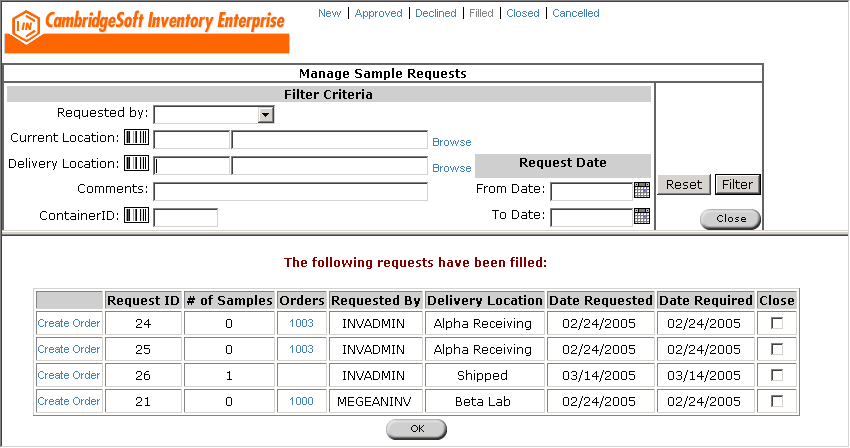 CambridgeSoft Inventory Enterprise
IN
New | Approved | Declined | Filled | Closed | Cancelled
Manage Sample Requests
Filter Criteria
Requested by:
Current Location: Browse
Delivery Location: Browse Request Date
Comments: From Date: Reset Filter
ContainerID: To Date: Close
The following requests have been filled:
Request ID # of Samples Orders Requested By Delivery Location Date Requested Date Required Close
Create Order 24 0 1003 INVADMIN Alpha Receiving 02/24/2005 02/24/2005
Create Order 25 0 1003 INVADMIN Alpha Receiving 02/24/2005 02/24/2005
Create Order 26 1 INVADMIN Shipped 03/14/2005 03/14/2005
Create Order 21 0 1000 MEGEANINV Beta Lab 02/24/2005 02/24/2005
OK